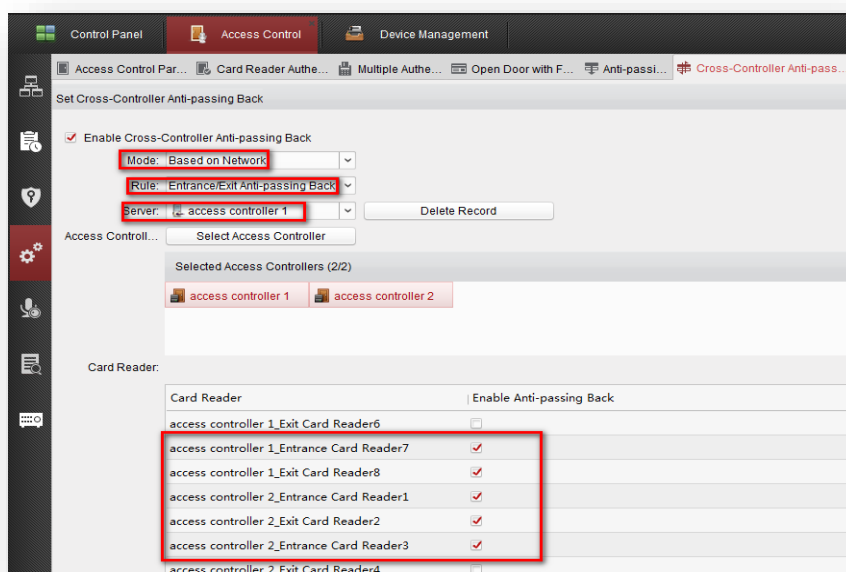 Control Panel Access Control Device Management
Access Control Par... Card Reader Authe... Multiple Authe... Open Door with F... Anti-passi... Cross-Controller Anti-pass...
Set Cross-Controller Anti-passing Back
Enable Cross-Controller Anti-passing Back
Mode: Based on Network
Rule: Entrance/Exit Anti-passing Back
Server: access controller 1 Delete Record
Access Controll... Select Access Controller
Selected Access Controllers (2/2)
access controller 1 access controller 2
Card Reader:
Card Reader Enable Anti-passing Back
access controller 1_Exit Card Reader6
access controller 1_Entrance Card Reader7
access controller 1_Exit Card Reader8
access controller 2_Entrance Card Reader1
access controller 2_Exit Card Reader2
access controller 2_Entrance Card Reader3
access controller 2_Exit Card Reader4